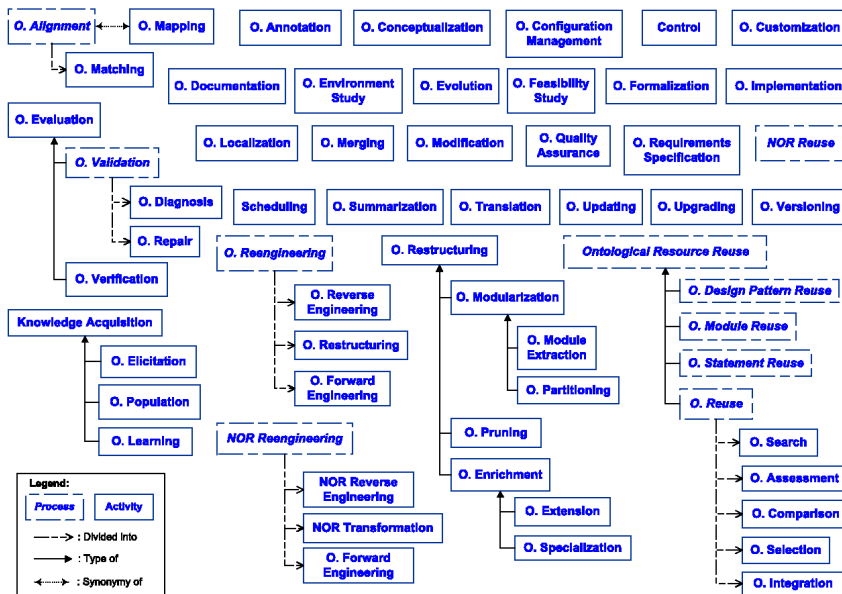 O. Alignment
O. Mapping
O. Annotation
O. Conceptualization
O. Configuration
Management
Control
O. Customization
O. Matching
O. Documentation
O. Environment
Study
O. Evolution
O. Feasibility
Study
O. Formalization
O. Implementation
O. Evaluation
O. Validation
O. Diagnosis
O. Repair
O. Verification
O. Localization
O. Merging
O. Modification
O. Quality
Assurance
O. Requirements
Specification
NOR Reuse
Scheduling
O. Summarization
O. Translation
O. Updating
O. Upgrading
O. Versioning
Knowledge Acquisition
O. Elicitation
O. Population
O. Learning
O. Reengineering
O. Reverse
Engineering
O. Restructuring
O. Forward
Engineering
NOR Reengineering
NOR Reverse
Engineering
NOR Transformation
O. Forward
Engineering
O. Restructuring
O. Modularization
O. Module
Extraction
O. Partitioning
O. Pruning
O. Enrichment
O. Extension
O. Specialization
Ontological Resource Reuse
O. Design Pattern Reuse
O. Module Reuse
O. Statement Reuse
O. Reuse
O. Search
O. Assessment
O. Comparison
O. Selection
O. Integration
Legend:
Process
Activity
: Divided into
: Type of
: Synonymy of